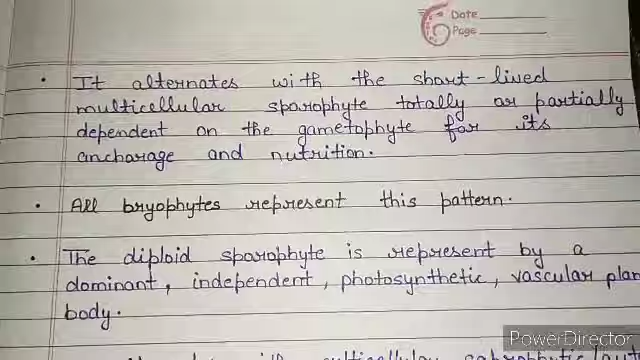 Date
Page
• It alternates with the short-lived
multicellular sporophyte totally or partially
dependent on the gametophyte for it's
anchorage and nutrition.
• All bryophytes represent this pattern.
• The diploid sporophyte is represent by a
dominant, independent, photosynthetic, vascular plan
body.
PowerDirector